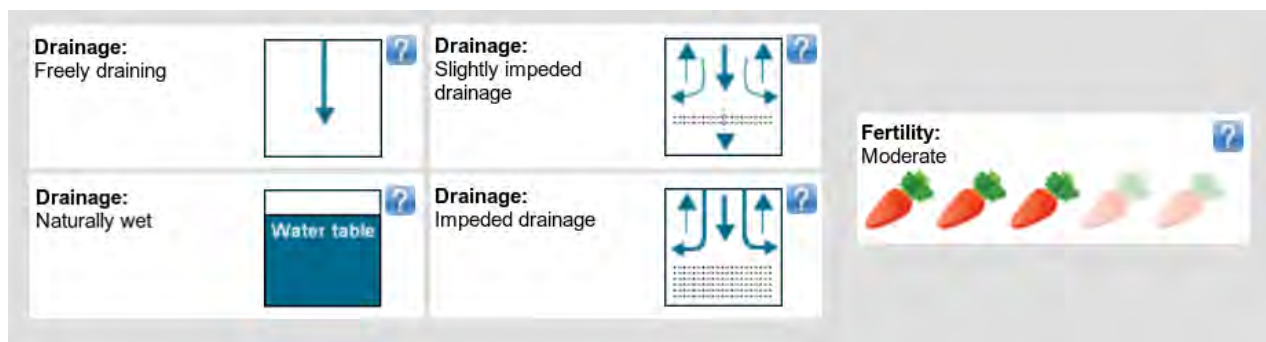 Drainage:
Freely draining
?
Drainage:
Slightly impeded
drainage
?
Drainage:
Naturally wet
Water table
?
Drainage:
Impeded drainage
?
Fertility:
Moderate
?